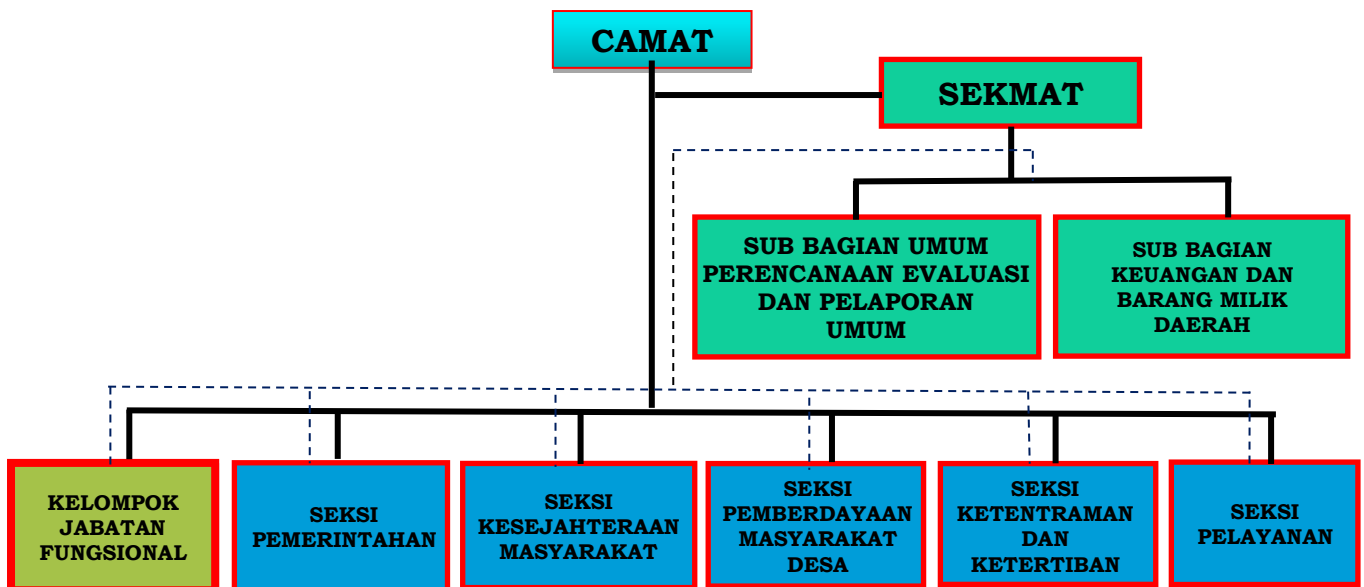 CAMAT
SEKMAT
SUB BAGIAN UMUM
PERENCANAAN EVALUASI
DAN PELAPORAN
UMUM
SUB BAGIAN
KEUANGAN DAN
BARANG MILIK
DAERAH
KELOMPOK
JABATAN
FUNGSIONAL
SEKSI
PEMERINTAHAN
SEKSI
KESEJAHTERAAN
MASYARAKAT
SEKSI
PEMBERDAYAAN
MASYARAKAT
DESA
SEKSI
KETENTRAMAN
DAN
KETERTIBAN
SEKSI
PELAYANAN